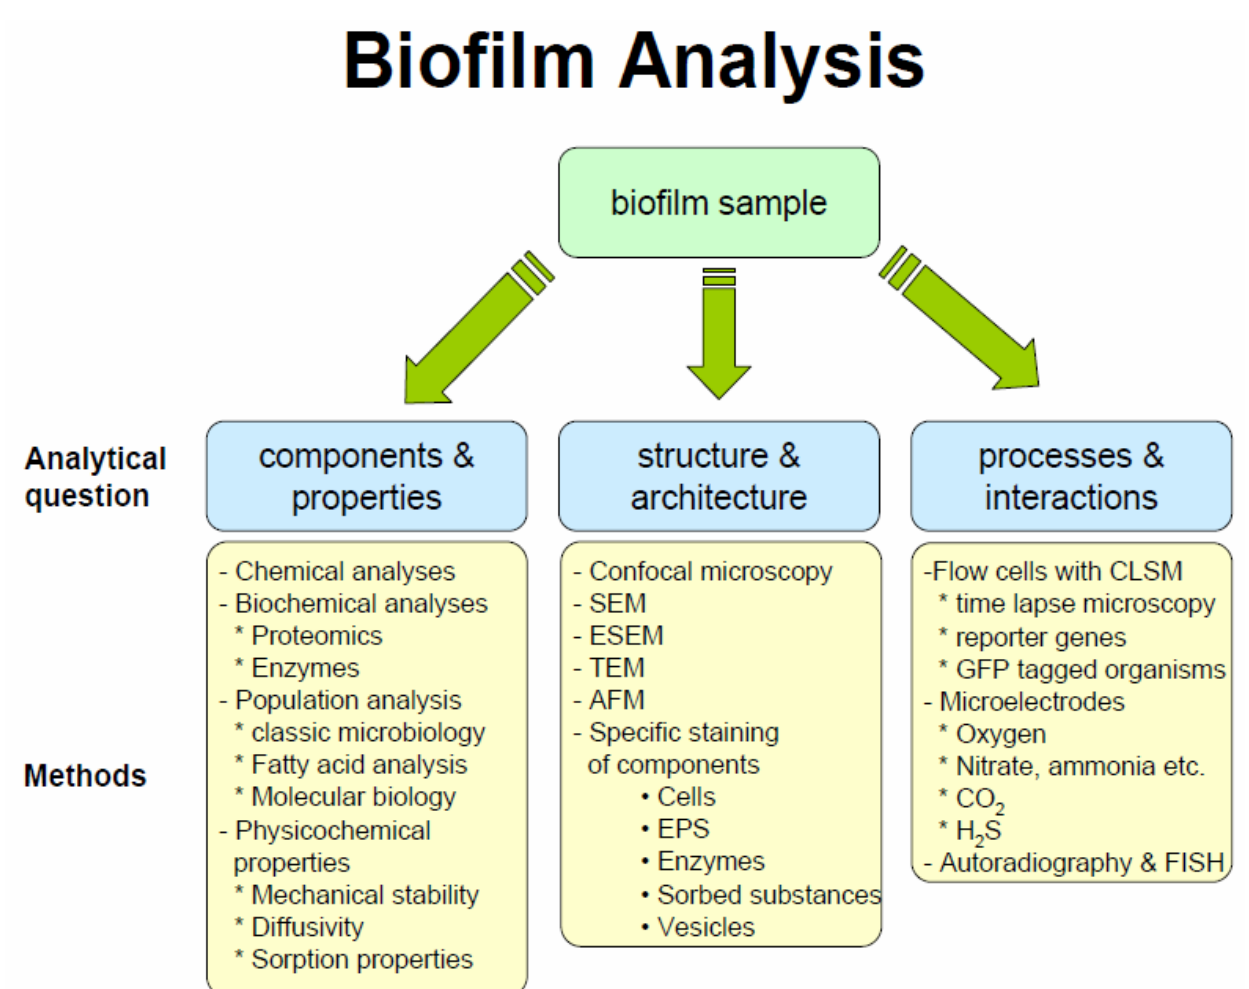 Biofilm Analysis
biofilm sample
Analytical
question
components &
properties
structure &
architecture
processes &
interactions
Methods
- Chemical analyses
- Biochemical analyses
* Proteomics
* Enzymes
- Population analysis
* classic microbiology
* Fatty acid analysis
* Molecular biology
- Physicochemical
properties
* Mechanical stability
* Diffusivity
* Sorption properties
- Confocal microscopy
- SEM
- ESEM
- TEM
- AFM
- Specific staining
of components
• Cells
• EPS
• Enzymes
• Sorbed substances
• Vesicles
-Flow cells with CLSM
* time lapse microscopy
* reporter genes
* GFP tagged organisms
- Microelectrodes
* Oxygen
* Nitrate, ammonia etc.
* CO₂
* H₂S
- Autoradiography & FISH